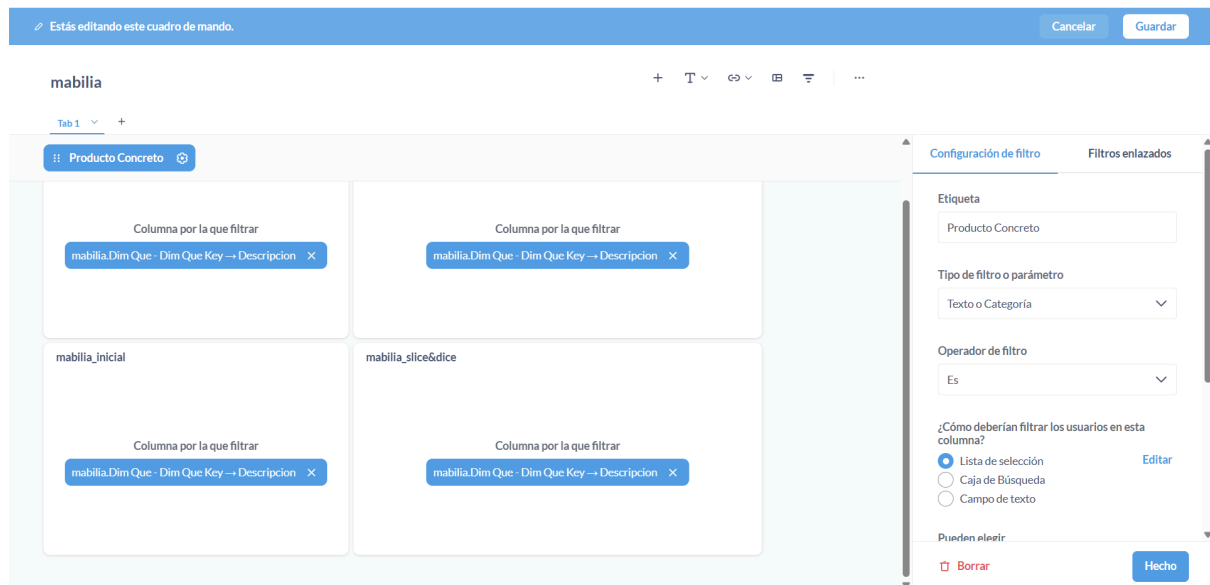 Estás editando este cuadro de mando.
Cancelar
Guardar
mabilia
Tab 1
Producto Concreto
Configuración de filtro
Filtros enlazados
Columna por la que filtrar
mabilia.Dim Que - Dim Que Key → Descripcion
Columna por la que filtrar
mabilia.Dim Que - Dim Que Key → Descripcion
mabilia_inicial
Columna por la que filtrar
mabilia.Dim Que - Dim Que Key → Descripcion
mabilia_slice&dice
Columna por la que filtrar
mabilia.Dim Que - Dim Que Key → Descripcion
Etiqueta
Producto Concreto
Tipo de filtro o parámetro
Texto o Categoría
Operador de filtro
Es
¿Cómo deberían filtrar los usuarios en esta
columna?
Lista de selección
Editar
Caja de Búsqueda
Campo de texto
Pueden elegir
Borrar
Hecho